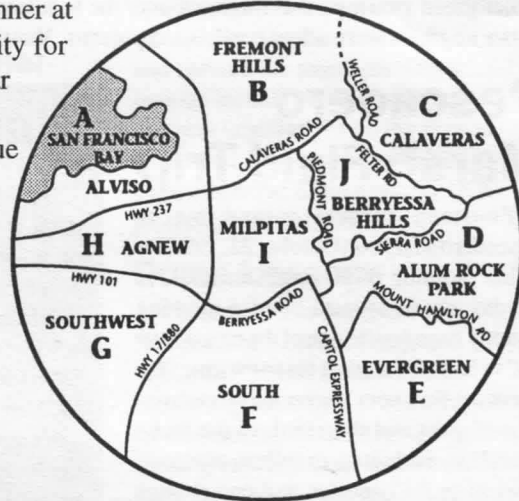 nner at
ity for
r
ue
FREMONT
HILLS
B
WELLER ROAD
C
CALAVERAS
A
SAN FRANCISCO
BAY
ALVISO
CALAVERAS ROAD
FELTER RD
PIEDMONT ROAD
J
BERRYESSA
HILLS
HWY 237
MILPITAS
I
SIERRA ROAD
D
ALUM ROCK
PARK
H AGNEW
HWY 101
MOUNT HAMILTON RD
BERRYESSA ROAD
SOUTHWEST
G
HWY 17/880
CAPITOL EXPRESSWAY
EVERGREEN
E
SOUTH
F